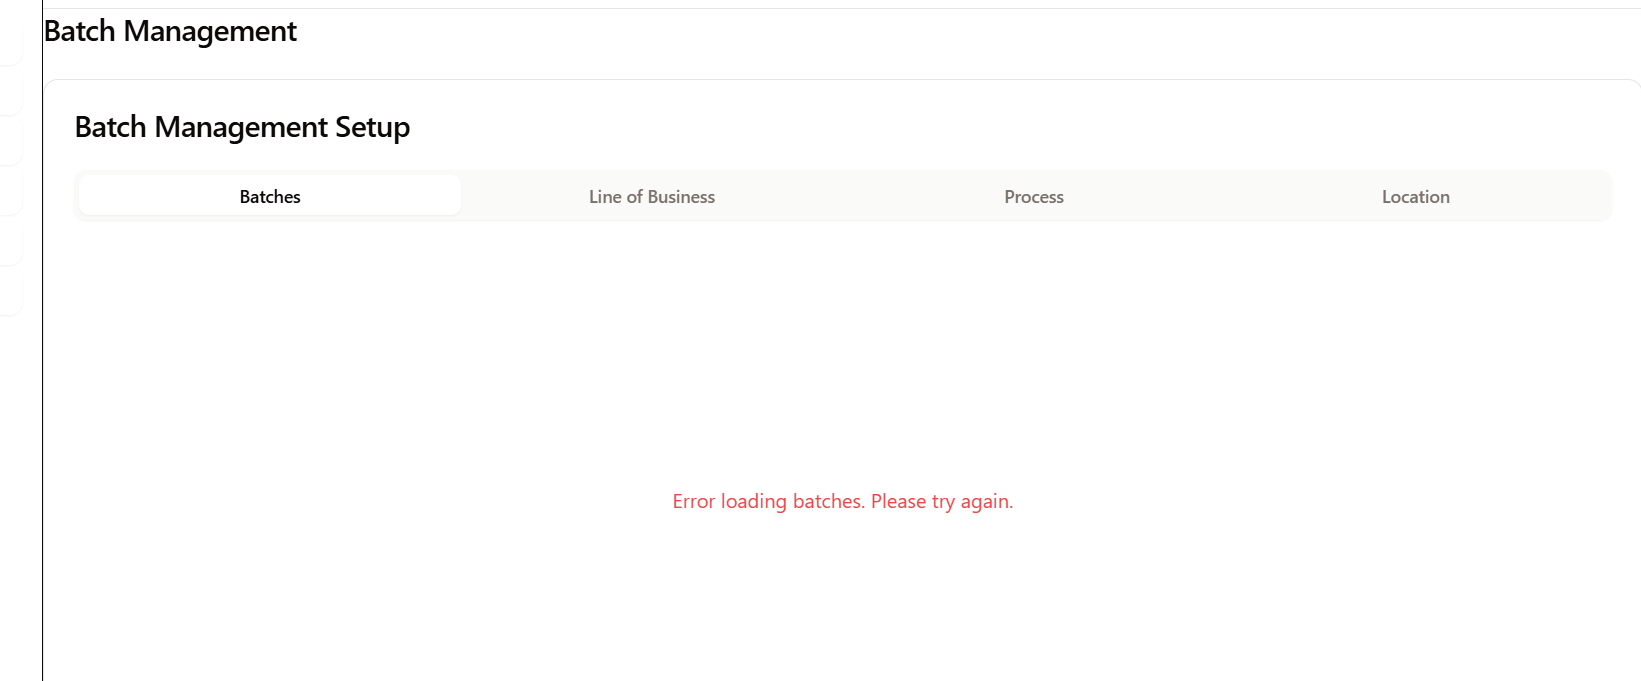 Batch Management
Batch Management Setup
Batches
Line of Business
Process
Location
Error loading batches. Please try again.